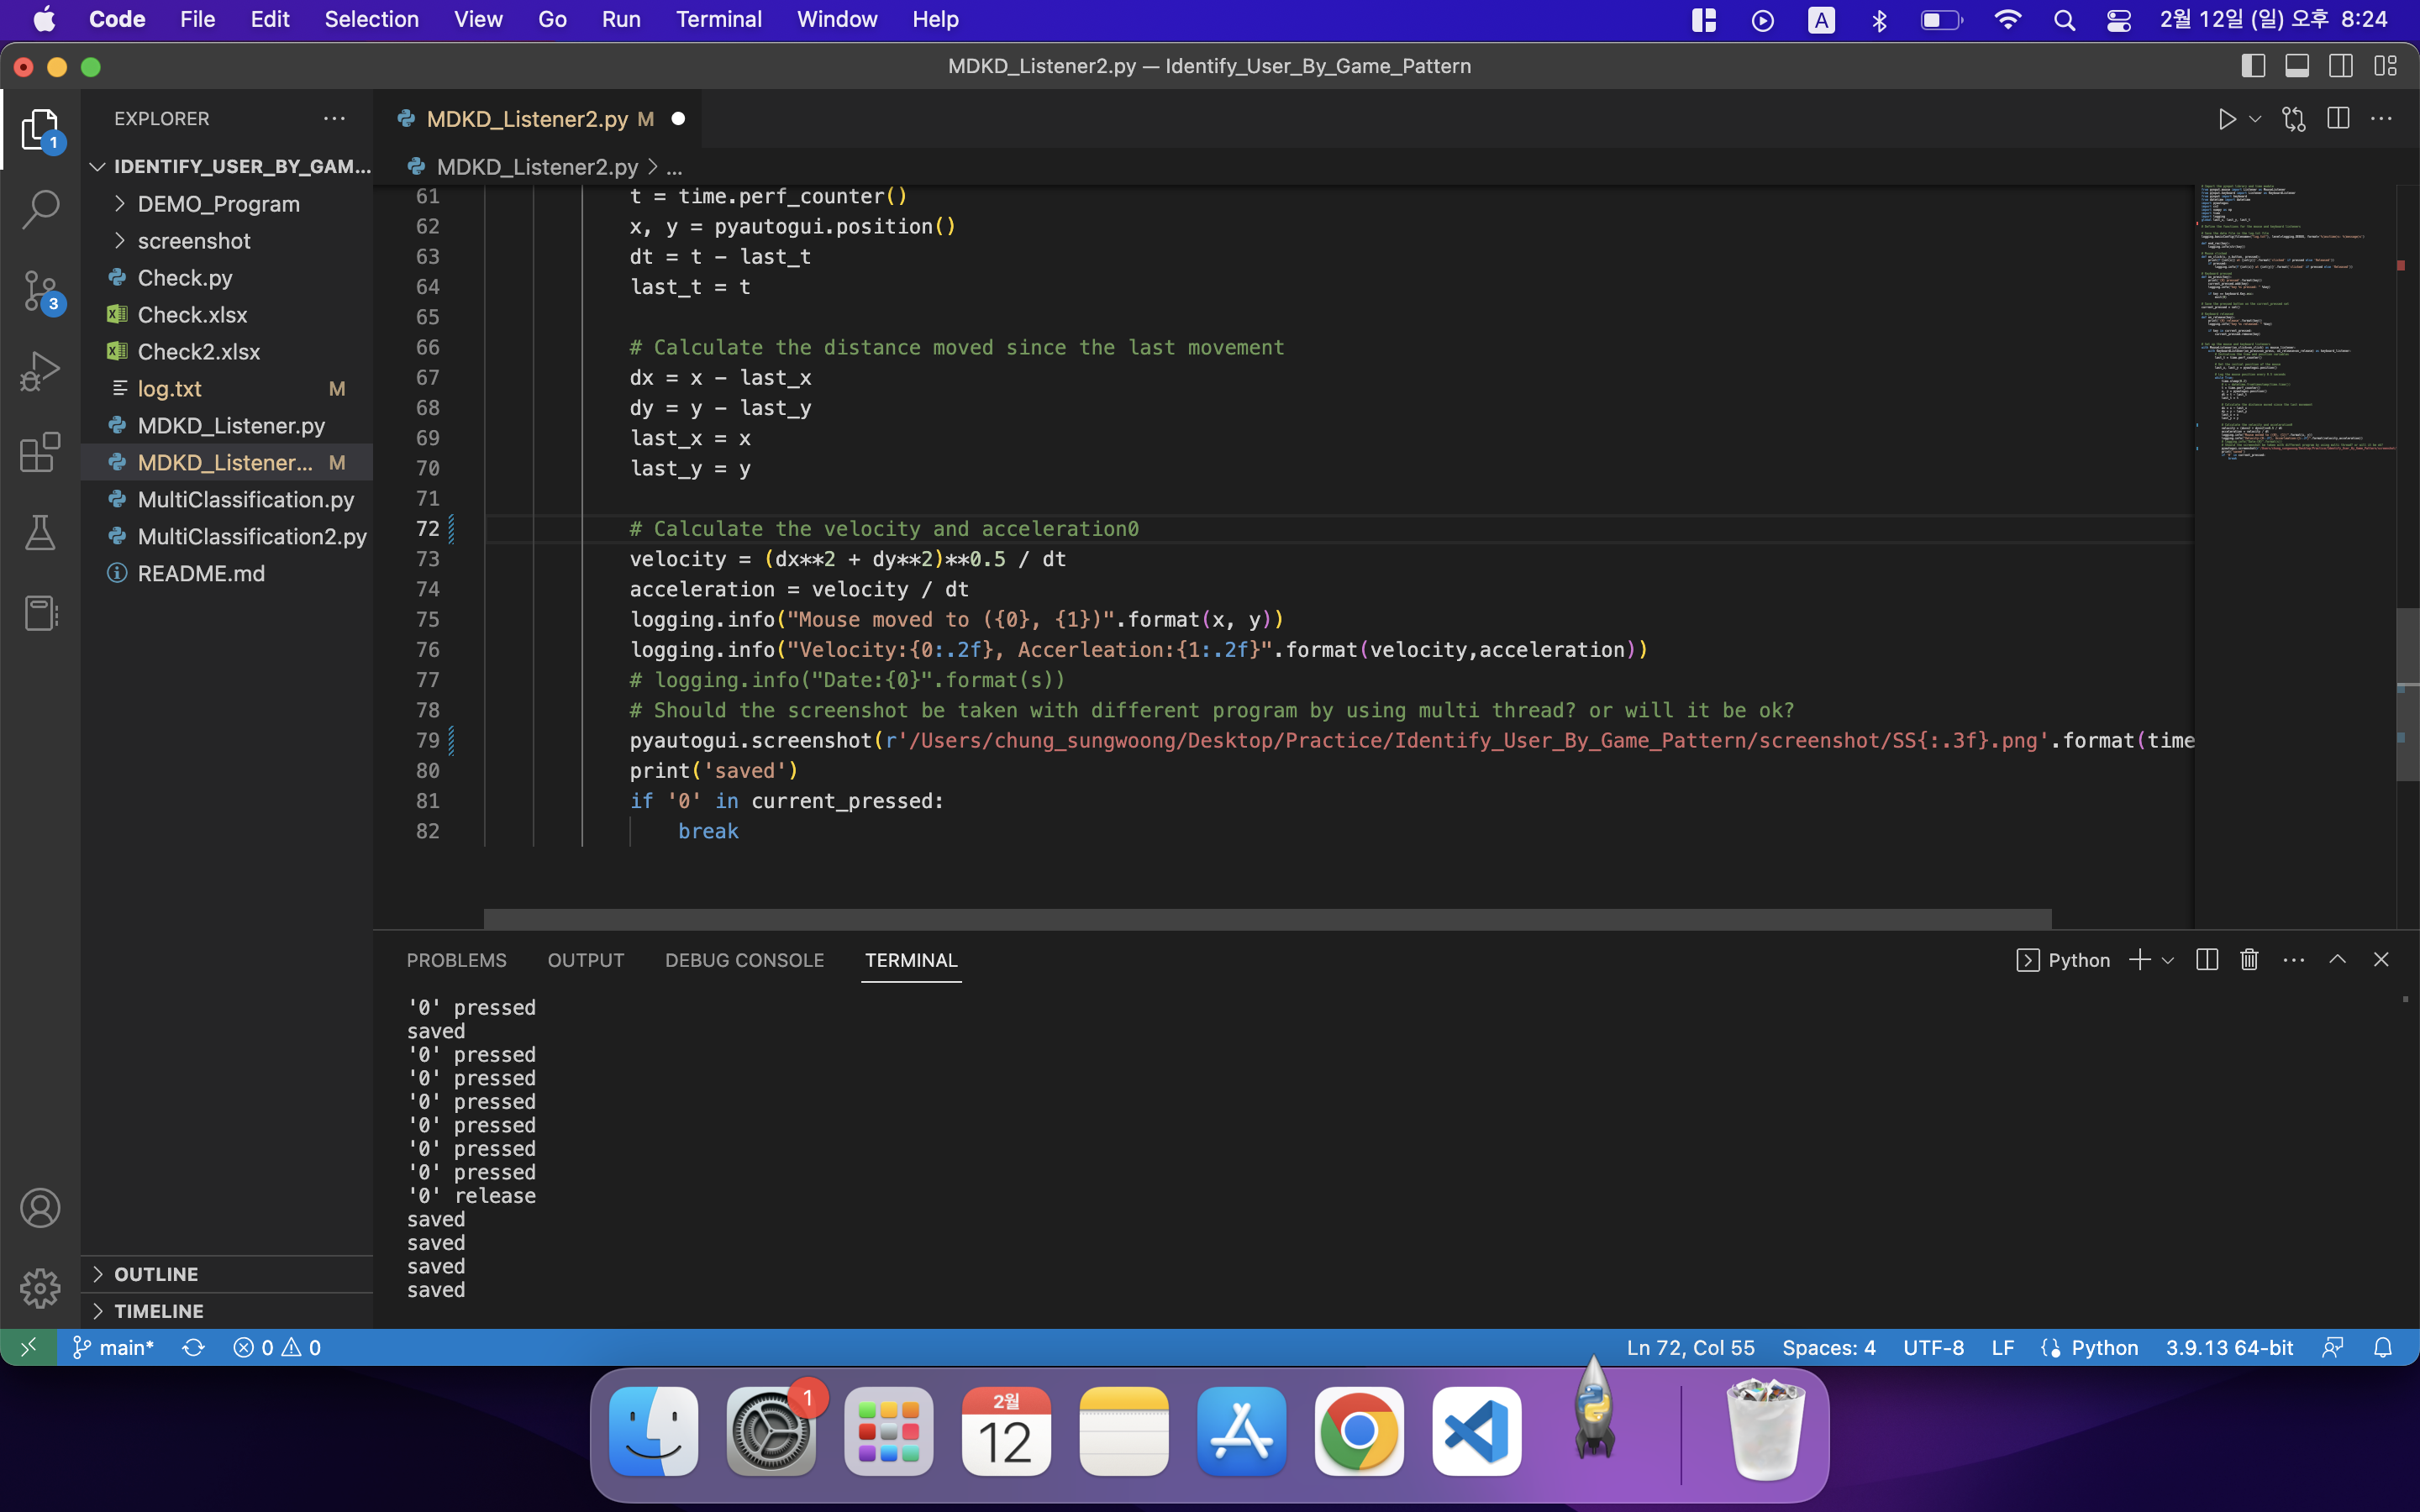 Code File Edit Selection View Go Run Terminal Window Help A 2월 12일 (일) 오후 8:24
MDKD_Listener2.py — Identify_User_By_Game_Pattern
EXPLORER
1
IDENTIFY_USER_BY_GAM...
DEMO_Program
screenshot
Check.py
3
Check.xlsx
Check2.xlsx
log.txt M
MDKD_Listener.py
MDKD_Listener... M
MultiClassification.py
MultiClassification2.py
README.md
OUTLINE
TIMELINE
MDKD_Listener2.py M
MDKD_Listener2.py > ...
61 t = time.perf_counter()
62 x, y = pyautogui.position()
63 dt = t - last_t
64 last_t = t
65
66 # Calculate the distance moved since the last movement
67 dx = x - last_x
68 dy = y - last_y
69 last_x = x
70 last_y = y
71
72 # Calculate the velocity and acceleration0
73 velocity = (dx**2 + dy**2)**0.5 / dt
74 acceleration = velocity / dt
75 logging.info("Mouse moved to ({0}, {1})".format(x, y))
76 logging.info("Velocity:{0:.2f}, Accerleation:{1:.2f}".format(velocity,acceleration))
77 # logging.info("Date:{0}".format(s))
78 # Should the screenshot be taken with different program by using multi thread? or will it be ok?
79 pyautogui.screenshot(r'/Users/chung_sungwoong/Desktop/Practice/Identify_User_By_Game_Pattern/screenshot/SS{:.3f}.png'.format(time
80 print('saved')
81 if '0' in current_pressed:
82 break
PROBLEMS OUTPUT DEBUG CONSOLE TERMINAL Python
'0' pressed
saved
'0' pressed
'0' pressed
'0' pressed
'0' pressed
'0' pressed
'0' pressed
'0' release
saved
saved
saved
saved
main* 0 0 Ln 72, Col 55 Spaces: 4 UTF-8 LF Python 3.9.13 64-bit
1
2월
12